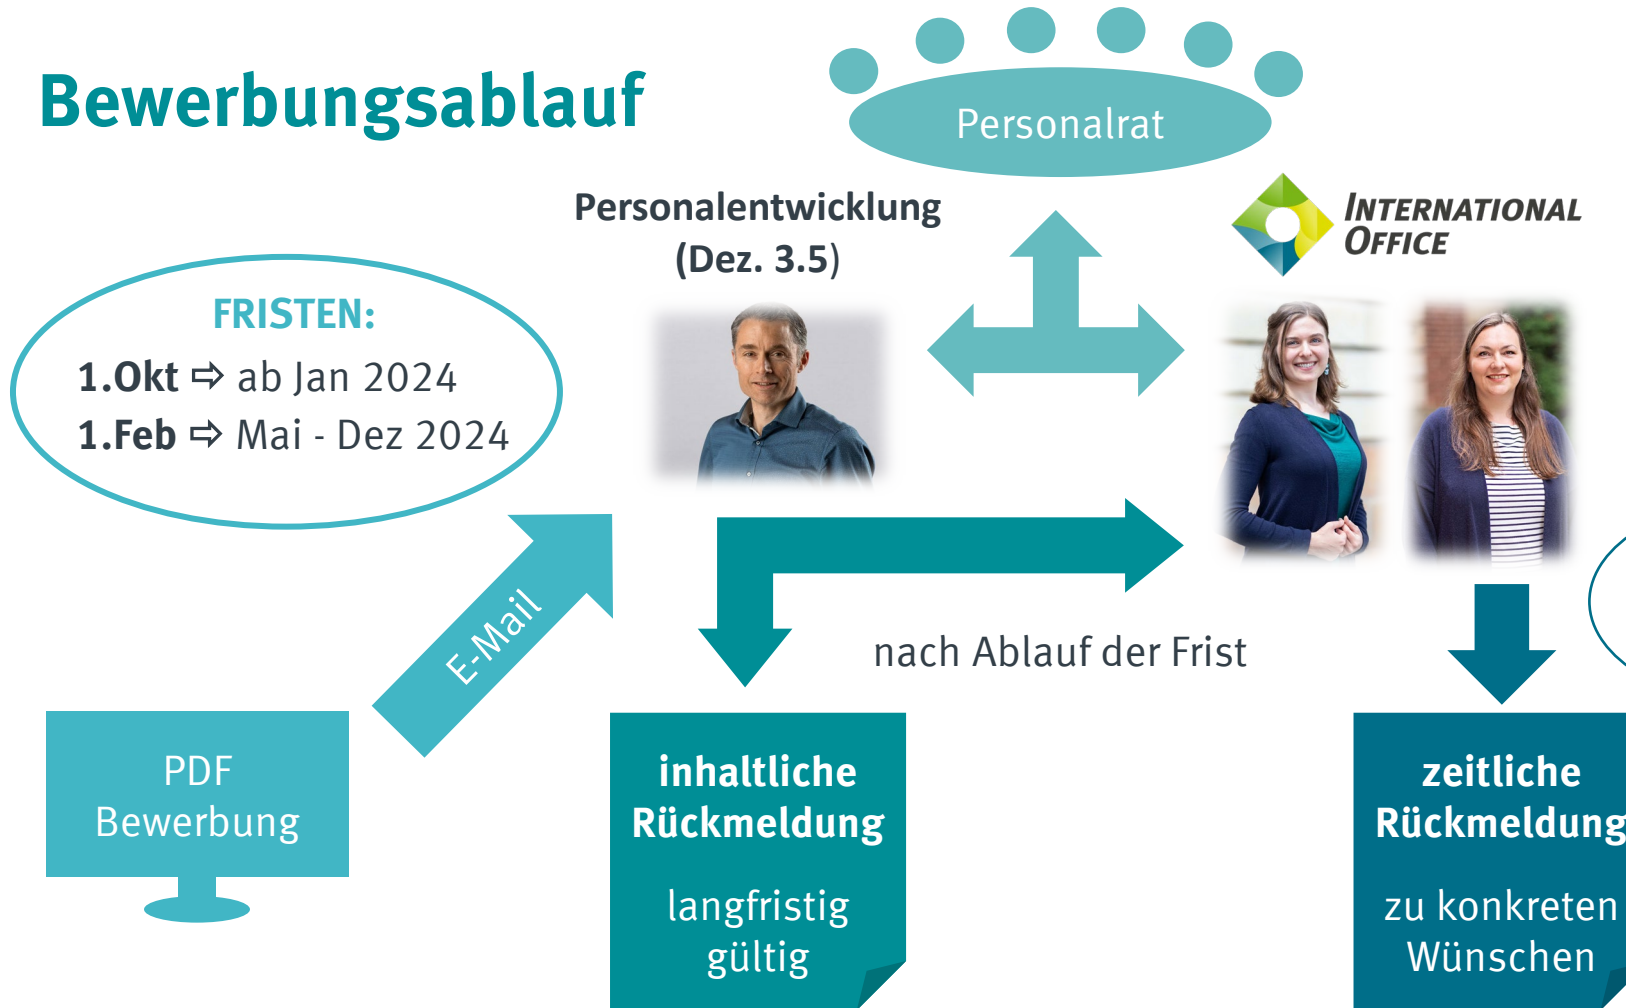 Bewerbungsablauf
Personalrat
Personalentwicklung
(Dez. 3.5)
INTERNATIONAL
OFFICE
FRISTEN:
1.Okt ⇨ ab Jan 2024
1.Feb ⇨ Mai - Dez 2024
E-Mail
nach Ablauf der Frist
PDF
Bewerbung
inhaltliche
Rückmeldung
langfristig
gültig
zeitliche
Rückmeldung
zu konkreten
Wünschen